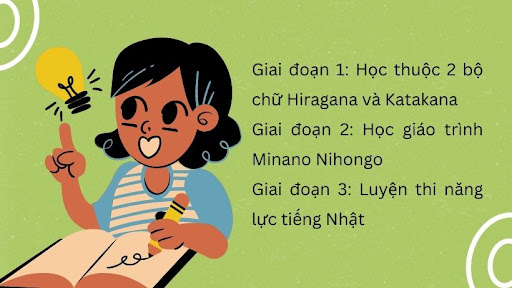 Giai đoạn 1: Học thuộc 2 bộ
chữ Hiragana và Katakana
Giai đoạn 2: Học giáo trình
Minano Nihongo
Giai đoạn 3: Luyện thi năng
lực tiếng Nhật